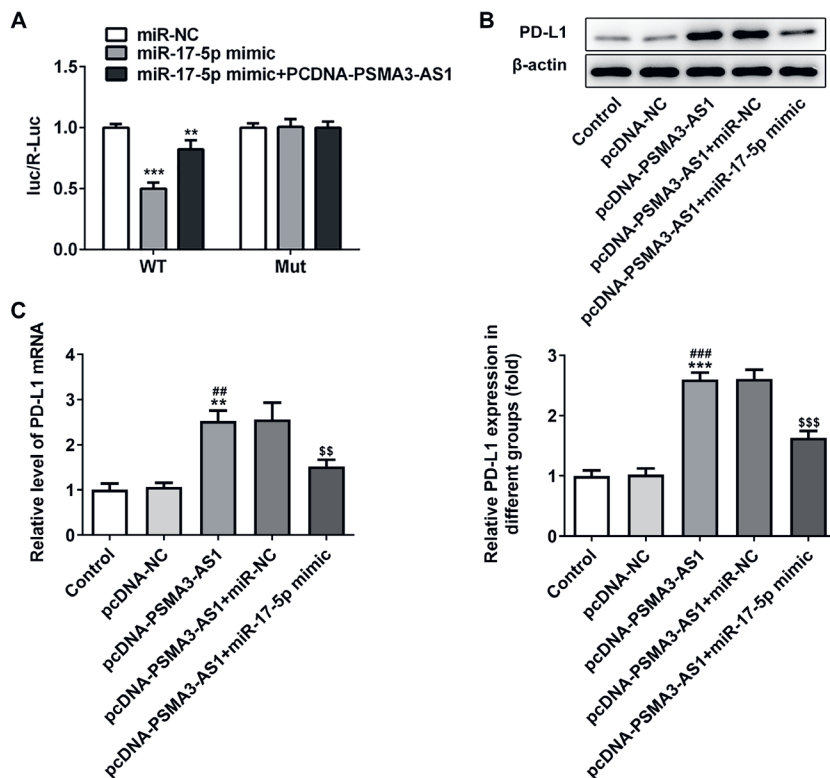 A
miR-NC
miR-17-5p mimic
miR-17-5p mimic+PCDNA-PSMA3-AS1
luc/R-Luc
1.5
1.0
0.5
0.0
***
**
WT
Mut
B
PD-L1
β-actin
Control
pcDNA-NC
pcDNA-PSMA3-AS1
pcDNA-PSMA3-AS1+miR-NC
pcDNA-PSMA3-AS1+miR-17-5p mimic
C
Relative level of PD-L1 mRNA
4
3
2
1
0
##
**
$$
Control
pcDNA-NC
pcDNA-PSMA3-AS1
pcDNA-PSMA3-AS1+miR-NC
pcDNA-PSMA3-AS1+miR-17-5p mimic
Relative PD-L1 expression in
different groups (fold)
3
2
1
0
###
***
$$$
Control
pcDNA-NC
pcDNA-PSMA3-AS1
pcDNA-PSMA3-AS1+miR-NC
pcDNA-PSMA3-AS1+miR-17-5p mimic